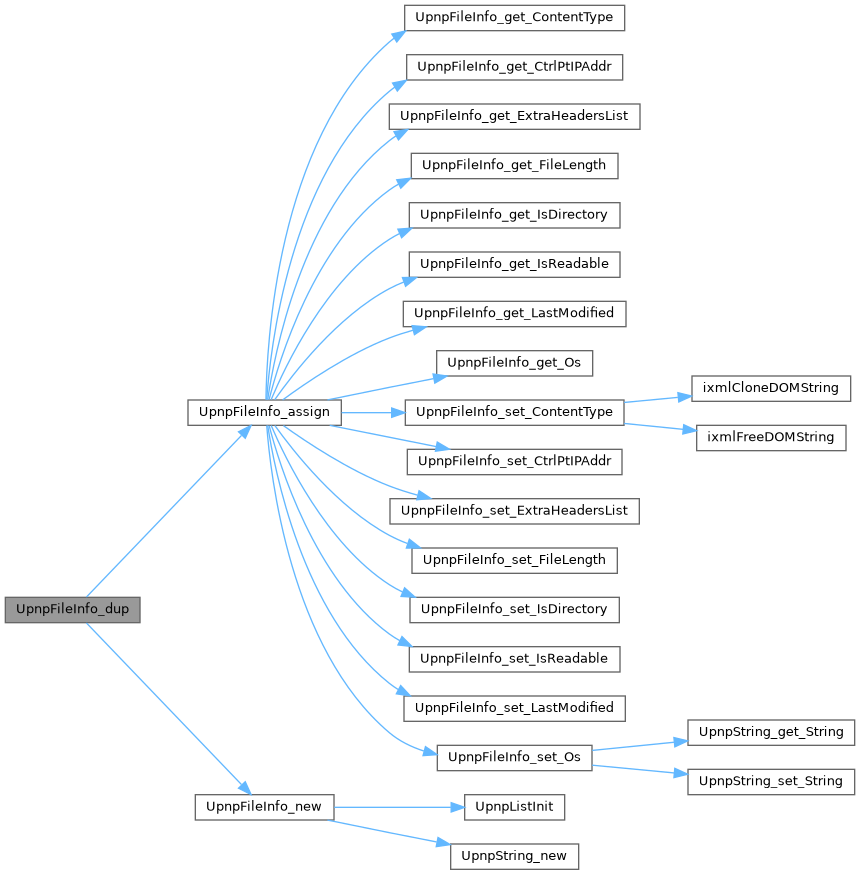 UpnpFileInfo_get_ContentType
UpnpFileInfo_get_CtrlPtIPAddr
UpnpFileInfo_get_ExtraHeadersList
UpnpFileInfo_get_FileLength
UpnpFileInfo_get_IsDirectory
UpnpFileInfo_get_IsReadable
UpnpFileInfo_get_LastModified
UpnpFileInfo_get_Os
UpnpFileInfo_assign
UpnpFileInfo_set_ContentType
ixmlCloneDOMString
ixmlFreeDOMString
UpnpFileInfo_set_CtrlPtIPAddr
UpnpFileInfo_set_ExtraHeadersList
UpnpFileInfo_set_FileLength
UpnpFileInfo_dup
UpnpFileInfo_set_IsDirectory
UpnpFileInfo_set_IsReadable
UpnpFileInfo_set_LastModified
UpnpFileInfo_set_Os
UpnpString_get_String
UpnpString_set_String
UpnpFileInfo_new
UpnpListInit
UpnpString_new